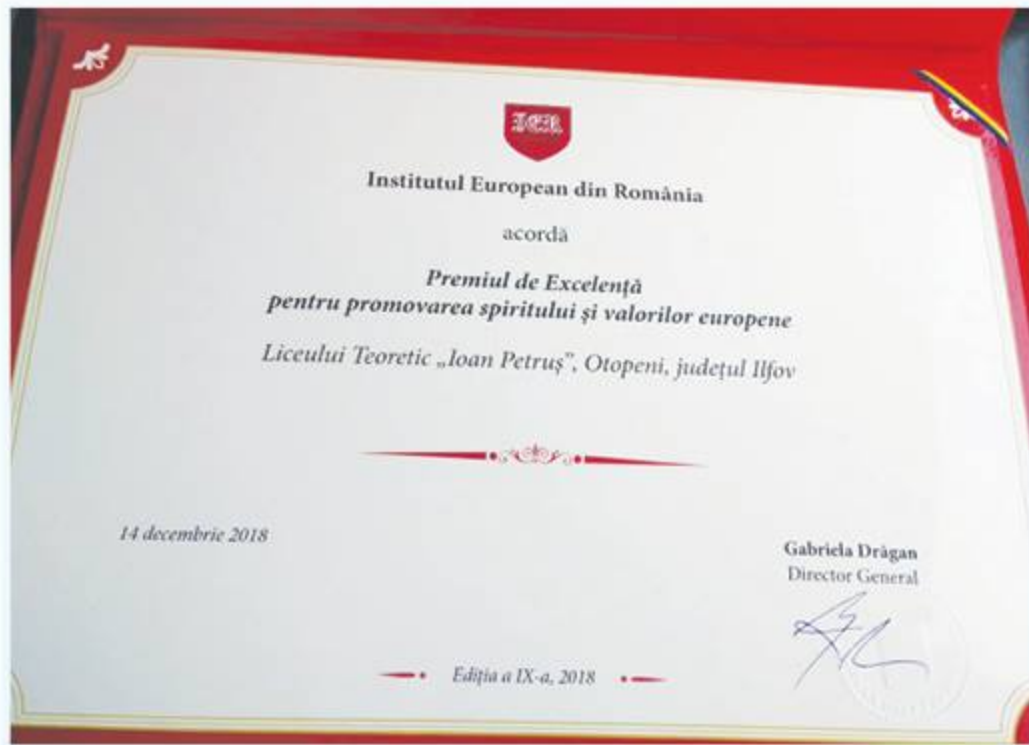 IER
Institutul European din România
acordă
Premiul de Excelență
pentru promovarea spiritului și valorilor europene
Liceului Teoretic „Ioan Petruș”, Otopeni, județul Ilfov
14 decembrie 2018
Gabriela Drăgan
Director General
Ediția a IX-a, 2018